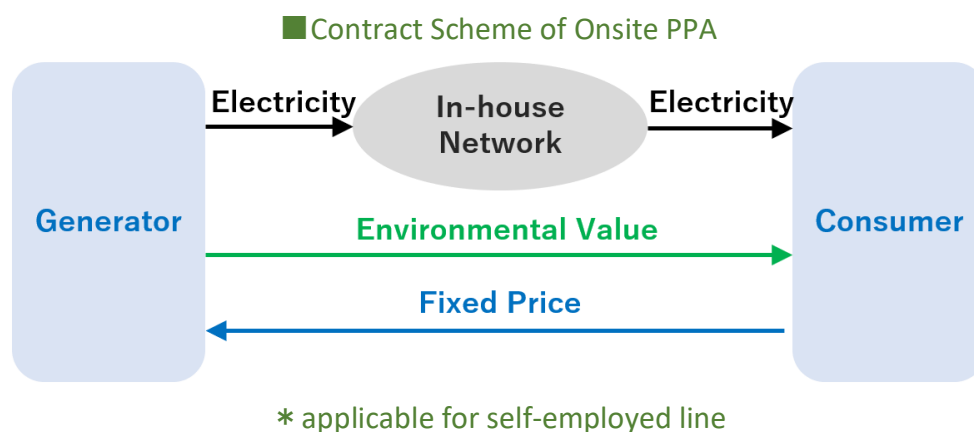 ■Contract Scheme of Onsite PPA
Electricity
In-house
Network
Electricity
Generator
Environmental Value
Consumer
Fixed Price
* applicable for self-employed line